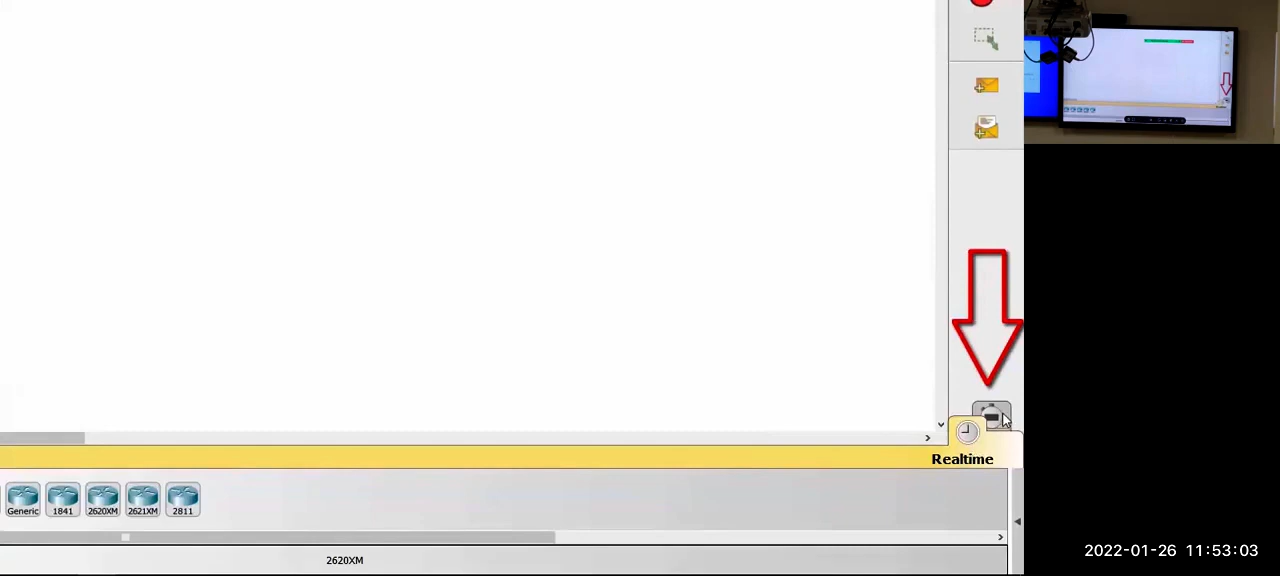 Realtime
Generic
1841
2620XM
2621XM
2811
2620XM
2022-01-26 11:53:03